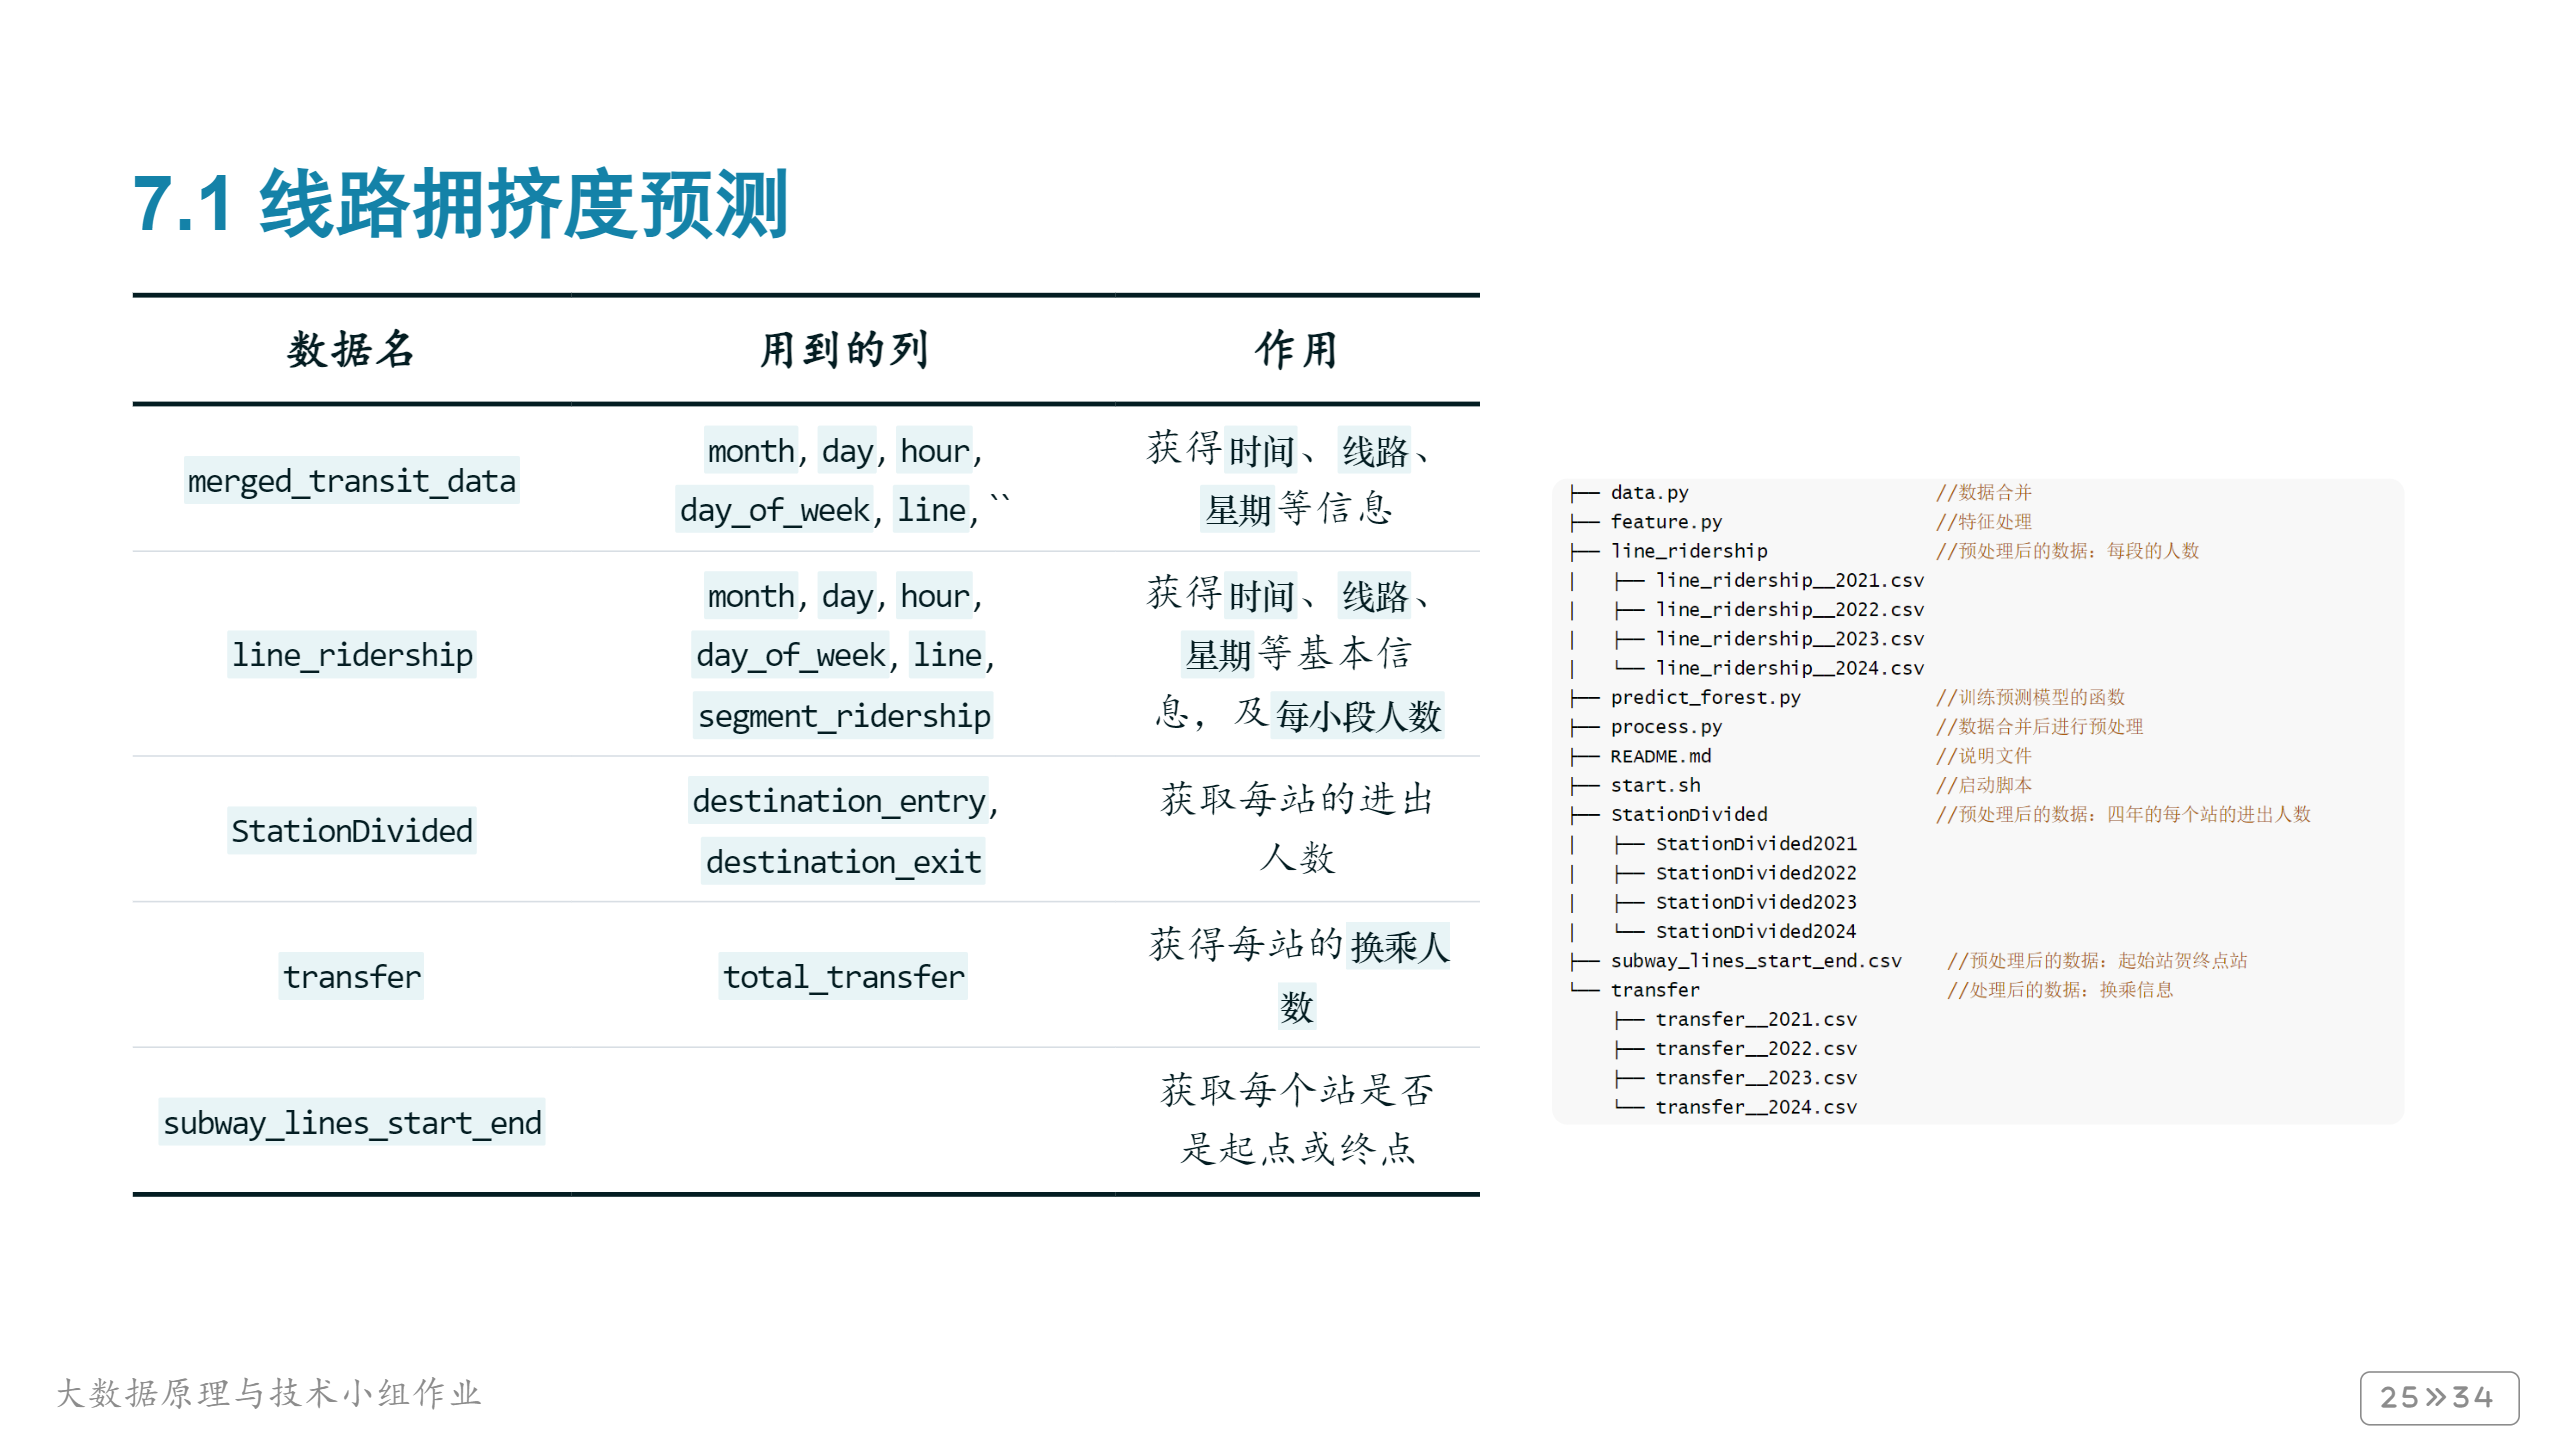 7.1 线路拥挤度预测
数据名 用到的列 作用
merged_transit_data
month, day, hour,
day_of_week, line, ``
获得时间、线路、
星期等信息
line_ridership
month, day, hour,
day_of_week, line,
segment_ridership
获得时间、线路、
星期等基本信
息，及每小段人数
StationDivided
destination_entry,
destination_exit
获取每站的进出
人数
transfer
total_transfer
获得每站的换乘人
数
subway_lines_start_end
获取每个站是否
是起点或终点
├── data.py //数据合并
├── feature.py //特征处理
├── line_ridership //预处理后的数据：每段的人数
│   ├── line_ridership__2021.csv
│   ├── line_ridership__2022.csv
│   ├── line_ridership__2023.csv
│   └── line_ridership__2024.csv
├── predict_forest.py //训练预测模型的函数
├── process.py //数据合并后进行预处理
├── README.md //说明文件
├── start.sh //启动脚本
├── StationDivided //预处理后的数据：四年的每个站的进出人数
│   ├── StationDivided2021
│   ├── StationDivided2022
│   ├── StationDivided2023
│   └── StationDivided2024
├── subway_lines_start_end.csv //预处理后的数据：起始站贺终点站
└── transfer //处理后的数据：换乘信息
    ├── transfer__2021.csv
    ├── transfer__2022.csv
    ├── transfer__2023.csv
    └── transfer__2024.csv
大数据原理与技术小组作业
25»34